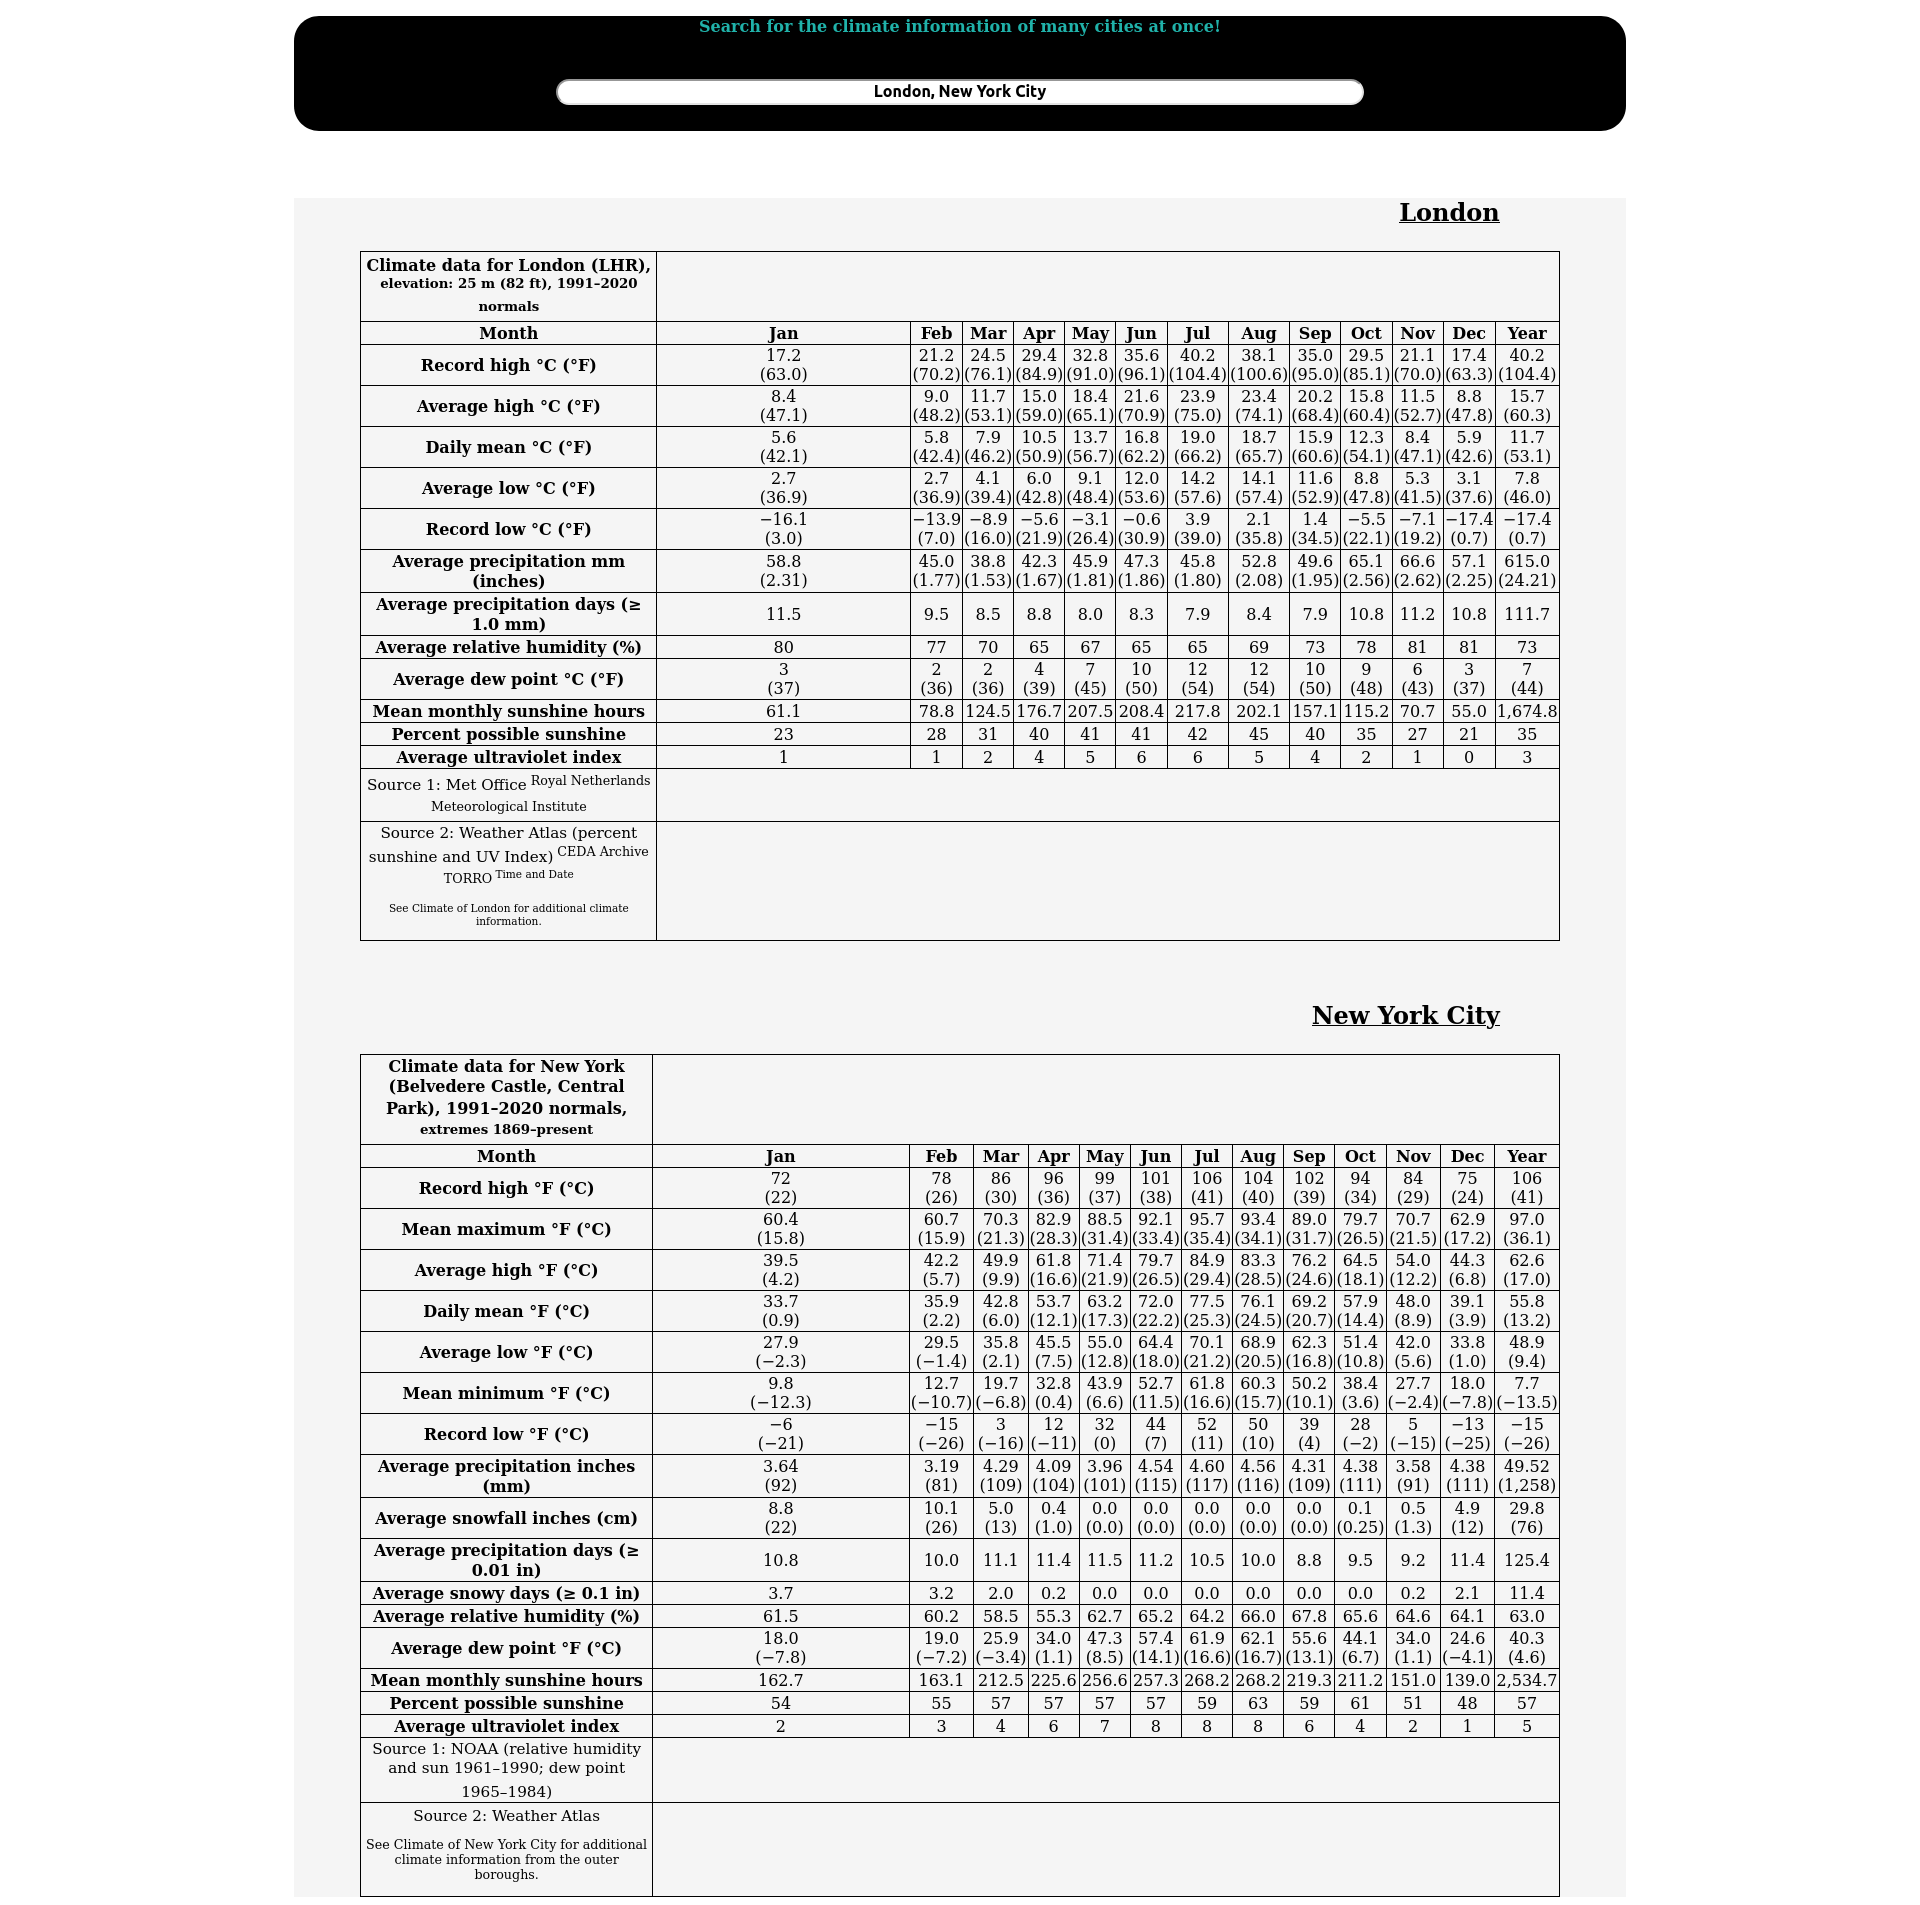 Search for the climate information of many cities at once!
London, New York City
London
Climate data for London (LHR),
elevation: 25 m (82 ft), 1991–2020
normals
Month Jan Feb Mar Apr May Jun Jul Aug Sep Oct Nov Dec Year
Record high °C (°F) 17.2 21.2 24.5 29.4 32.8 35.6 40.2 38.1 35.0 29.5 21.1 17.4 40.2
(63.0) (70.2) (76.1) (84.9) (91.0) (96.1) (104.4) (100.6) (95.0) (85.1) (70.0) (63.3) (104.4)
Average high °C (°F) 8.4 9.0 11.7 15.0 18.4 21.6 23.9 23.4 20.2 15.8 11.5 8.8 15.7
(47.1) (48.2) (53.1) (59.0) (65.1) (70.9) (75.0) (74.1) (68.4) (60.4) (52.7) (47.8) (60.3)
Daily mean °C (°F) 5.6 5.8 7.9 10.5 13.7 16.8 19.0 18.7 15.9 12.3 8.4 5.9 11.7
(42.1) (42.4) (46.2) (50.9) (56.7) (62.2) (66.2) (65.7) (60.6) (54.1) (47.1) (42.6) (53.1)
Average low °C (°F) 2.7 2.7 4.1 6.0 9.1 12.0 14.2 14.1 11.6 8.8 5.3 3.1 7.8
(36.9) (36.9) (39.4) (42.8) (48.4) (53.6) (57.6) (57.4) (52.9) (47.8) (41.5) (37.6) (46.0)
Record low °C (°F) −16.1 −13.9 −8.9 −5.6 −3.1 −0.6 3.9 2.1 1.4 −5.5 −7.1 −17.4 −17.4
(3.0) (7.0) (16.0) (21.9) (26.4) (30.9) (39.0) (35.8) (34.5) (22.1) (19.2) (0.7) (0.7)
Average precipitation mm 58.8 45.0 38.8 42.3 45.9 47.3 45.8 52.8 49.6 65.1 66.6 57.1 615.0
(inches) (2.31) (1.77) (1.53) (1.67) (1.81) (1.86) (1.80) (2.08) (1.95) (2.56) (2.62) (2.25) (24.21)
Average precipitation days (≥
1.0 mm) 11.5 9.5 8.5 8.8 8.0 8.3 7.9 8.4 7.9 10.8 11.2 10.8 111.7
Average relative humidity (%) 80 77 70 65 67 65 65 69 73 78 81 81 73
Average dew point °C (°F) 3 2 2 4 7 10 12 12 10 9 6 3 7
(37) (36) (36) (39) (45) (50) (54) (54) (50) (48) (43) (37) (44)
Mean monthly sunshine hours 61.1 78.8 124.5 176.7 207.5 208.4 217.8 202.1 157.1 115.2 70.7 55.0 1,674.8
Percent possible sunshine 23 28 31 40 41 41 42 45 40 35 27 21 35
Average ultraviolet index 1 1 2 4 5 6 6 5 4 2 1 0 3
Source 1: Met Office Royal Netherlands
Meteorological Institute
Source 2: Weather Atlas (percent
sunshine and UV Index) CEDA Archive
TORRO Time and Date
See Climate of London for additional climate
information.
New York City
Climate data for New York
(Belvedere Castle, Central
Park), 1991–2020 normals,
extremes 1869–present
Month Jan Feb Mar Apr May Jun Jul Aug Sep Oct Nov Dec Year
Record high °F (°C) 72 78 86 96 99 101 106 104 102 94 84 75 106
(22) (26) (30) (36) (37) (38) (41) (40) (39) (34) (29) (24) (41)
Mean maximum °F (°C) 60.4 60.7 70.3 82.9 88.5 92.1 95.7 93.4 89.0 79.7 70.7 62.9 97.0
(15.8) (15.9) (21.3) (28.3) (31.4) (33.4) (35.4) (34.1) (31.7) (26.5) (21.5) (17.2) (36.1)
Average high °F (°C) 39.5 42.2 49.9 61.8 71.4 79.7 84.9 83.3 76.2 64.5 54.0 44.3 62.6
(4.2) (5.7) (9.9) (16.6) (21.9) (26.5) (29.4) (28.5) (24.6) (18.1) (12.2) (6.8) (17.0)
Daily mean °F (°C) 33.7 35.9 42.8 53.7 63.2 72.0 77.5 76.1 69.2 57.9 48.0 39.1 55.8
(0.9) (2.2) (6.0) (12.1) (17.3) (22.2) (25.3) (24.5) (20.7) (14.4) (8.9) (3.9) (13.2)
Average low °F (°C) 27.9 29.5 35.8 45.5 55.0 64.4 70.1 68.9 62.3 51.4 42.0 33.8 48.9
(−2.3) (−1.4) (2.1) (7.5) (12.8) (18.0) (21.2) (20.5) (16.8) (10.8) (5.6) (1.0) (9.4)
Mean minimum °F (°C) 9.8 12.7 19.7 32.8 43.9 52.7 61.8 60.3 50.2 38.4 27.7 18.0 7.7
(−12.3) (−10.7) (−6.8) (0.4) (6.6) (11.5) (16.6) (15.7) (10.1) (3.6) (−2.4) (−7.8) (−13.5)
Record low °F (°C) −6 −15 3 12 32 44 52 50 39 28 5 −13 −15
(−21) (−26) (−16) (−11) (0) (7) (11) (10) (4) (−2) (−15) (−25) (−26)
Average precipitation inches 3.64 3.19 4.29 4.09 3.96 4.54 4.60 4.56 4.31 4.38 3.58 4.38 49.52
(mm) (92) (81) (109) (104) (101) (115) (117) (116) (109) (111) (91) (111) (1,258)
Average snowfall inches (cm) 8.8 10.1 5.0 0.4 0.0 0.0 0.0 0.0 0.0 0.1 0.5 4.9 29.8
(22) (26) (13) (1.0) (0.0) (0.0) (0.0) (0.0) (0.0) (0.25) (1.3) (12) (76)
Average precipitation days (≥
0.01 in) 10.8 10.0 11.1 11.4 11.5 11.2 10.5 10.0 8.8 9.5 9.2 11.4 125.4
Average snowy days (≥ 0.1 in) 3.7 3.2 2.0 0.2 0.0 0.0 0.0 0.0 0.0 0.0 0.2 2.1 11.4
Average relative humidity (%) 61.5 60.2 58.5 55.3 62.7 65.2 64.2 66.0 67.8 65.6 64.6 64.1 63.0
Average dew point °F (°C) 18.0 19.0 25.9 34.0 47.3 57.4 61.9 62.1 55.6 44.1 34.0 24.6 40.3
(−7.8) (−7.2) (−3.4) (1.1) (8.5) (14.1) (16.6) (16.7) (13.1) (6.7) (1.1) (−4.1) (4.6)
Mean monthly sunshine hours 162.7 163.1 212.5 225.6 256.6 257.3 268.2 268.2 219.3 211.2 151.0 139.0 2,534.7
Percent possible sunshine 54 55 57 57 57 57 59 63 59 61 51 48 57
Average ultraviolet index 2 3 4 6 7 8 8 8 6 4 2 1 5
Source 1: NOAA (relative humidity
and sun 1961–1990; dew point
1965–1984)
Source 2: Weather Atlas
See Climate of New York City for additional
climate information from the outer
boroughs.